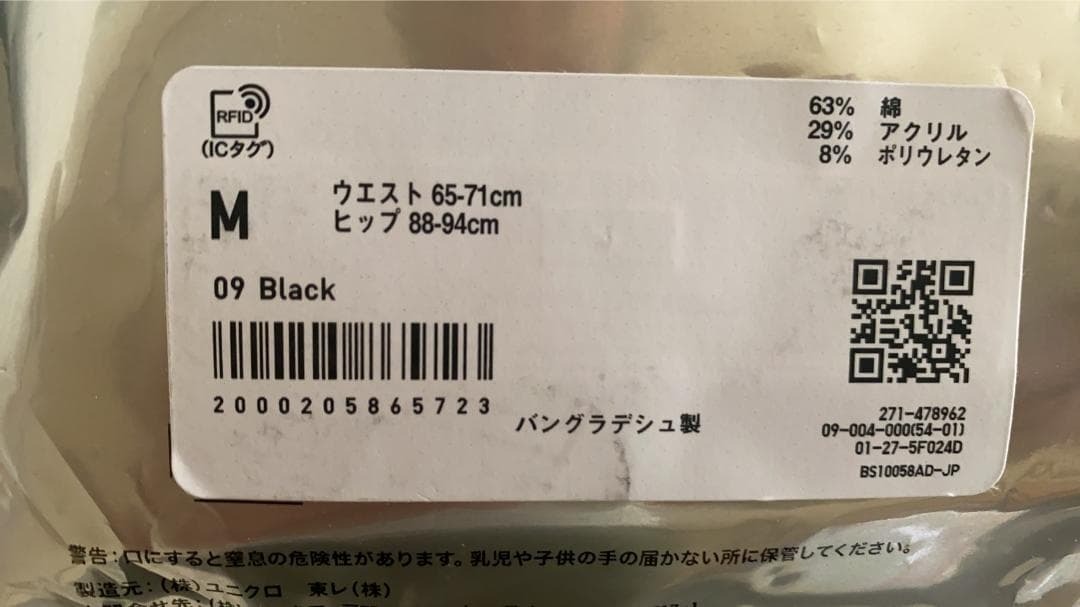 RFID
(ICタグ)
63% 綿
29% アクリル
8% ポリウレタン
M
ウエスト 65-71cm
ヒップ 88-94cm
09 Black
2000205865723
バングラデシュ製
271-478962
09-004-000(54-01)
01-27-5F024D
BS10058AD-JP
警告:口にすると窒息の危険性があります。乳児や子供の手の届かない所に保管してください。
製造元:(株)ユニクロ 東レ(株)